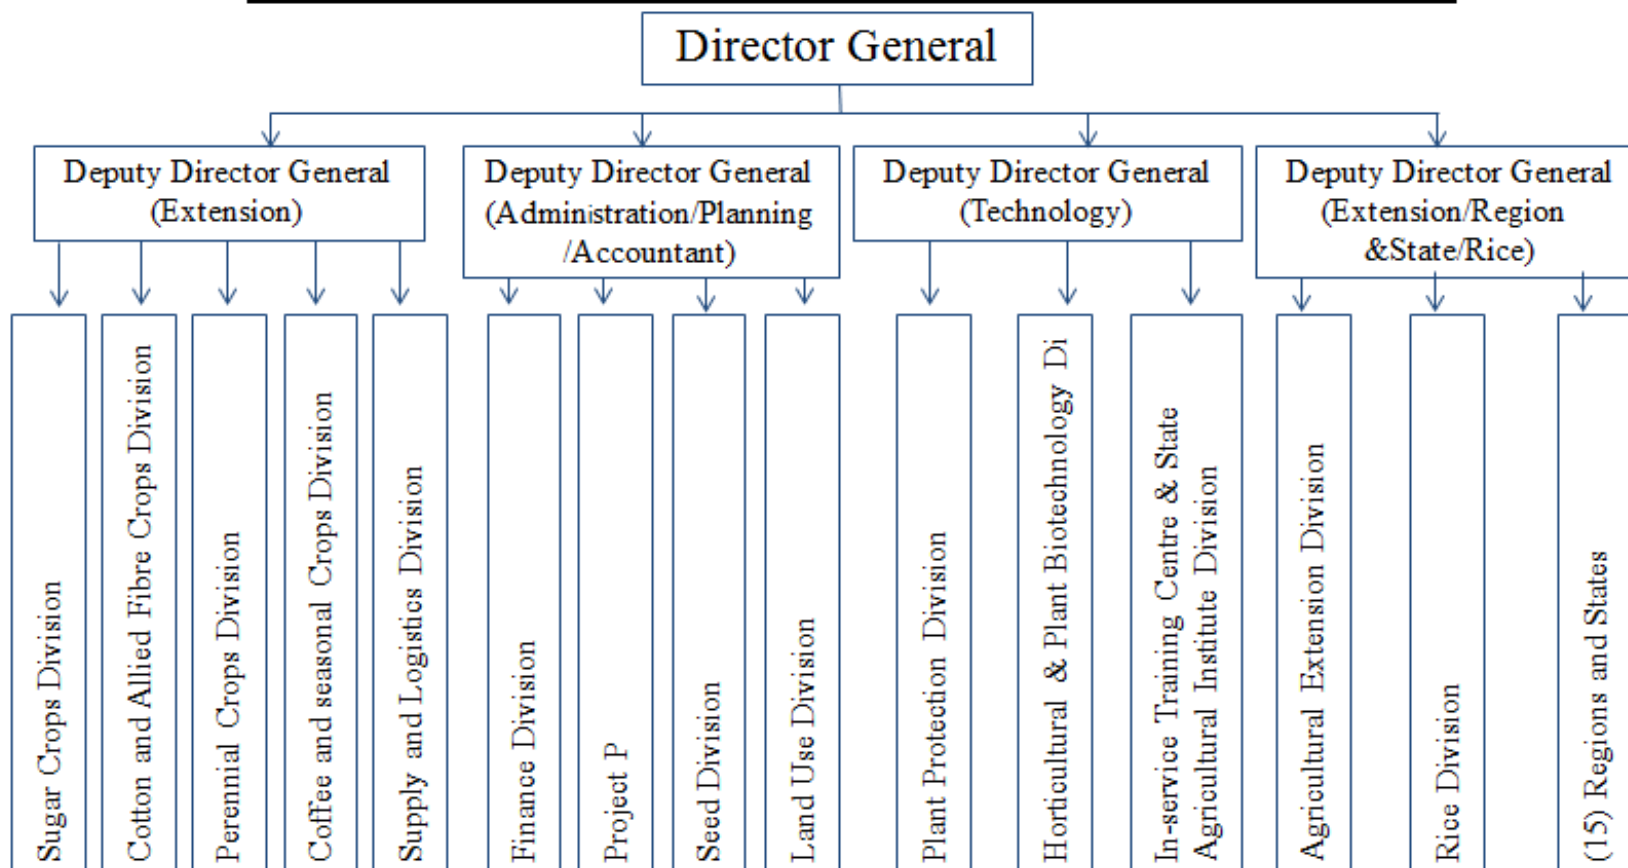 Director General
Deputy Director General
(Extension)
Deputy Director General
(Administration/Planning
/Accountant)
Deputy Director General
(Technology)
Deputy Director General
(Extension/Region
&State/Rice)
Sugar Crops Division
Cotton and Allied Fibre Crops Division
Perennial Crops Division
Coffee and seasonal Crops Division
Supply and Logistics Division
Finance Division
Project P
Seed Division
Land Use Division
Plant Protection Division
Horticultural & Plant Biotechnology Di
In-service Training Centre & State
Agricultural Institute Division
Agricultural Extension Division
Rice Division
(15) Regions and States